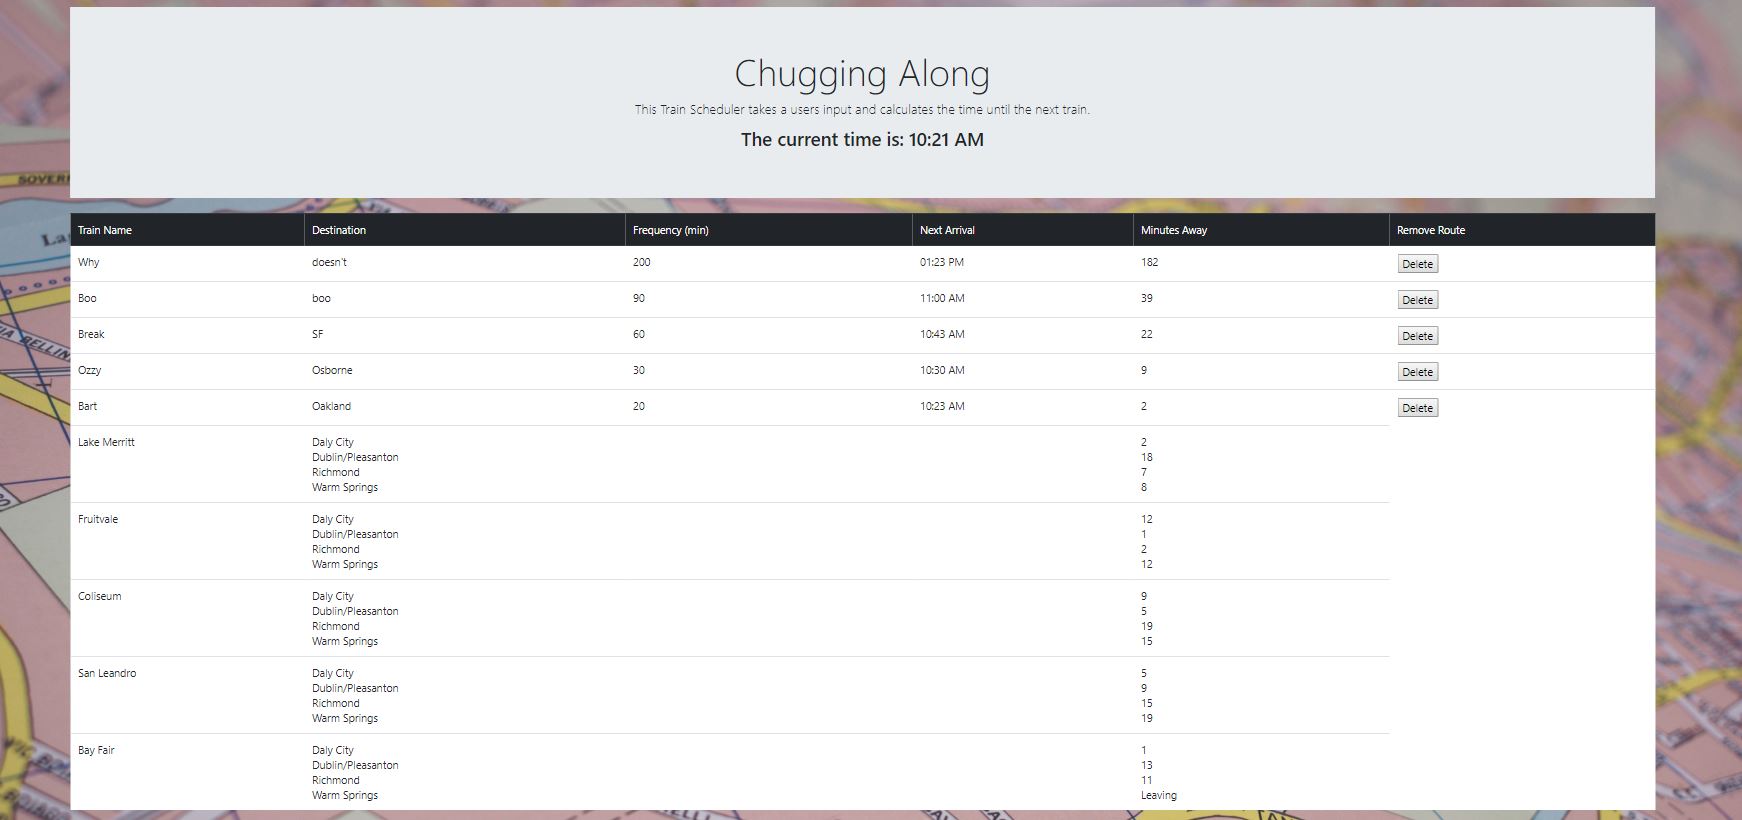 Chugging Along
This Train Scheduler takes a users input and calculates the time until the next train.
The current time is: 10:21 AM
SOVER
Train Name Destination Frequency (min) Next Arrival Minutes Away Remove Route
Why doesn't 200 01:23 PM 182 Delete
Boo boo 90 11:00 AM 39 Delete
Break SF 60 10:43 AM 22 Delete
Ozzy Osborne 30 10:30 AM 9 Delete
Bart Oakland 20 10:23 AM 2 Delete
Lake Merritt Daly City 2
Dublin/Pleasanton 18
Richmond 7
Warm Springs 8
Fruitvale Daly City 12
Dublin/Pleasanton 1
Richmond 2
Warm Springs 12
Coliseum Daly City 9
Dublin/Pleasanton 5
Richmond 19
Warm Springs 15
San Leandro Daly City 5
Dublin/Pleasanton 9
Richmond 15
Warm Springs 19
Bay Fair Daly City 1
Dublin/Pleasanton 13
Richmond 11
Warm Springs Leaving